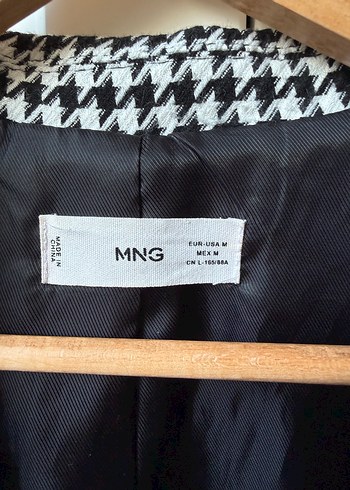 MADE IN
CHINA
MNG
EUR-USA M
MEX M
CN L-165/88A